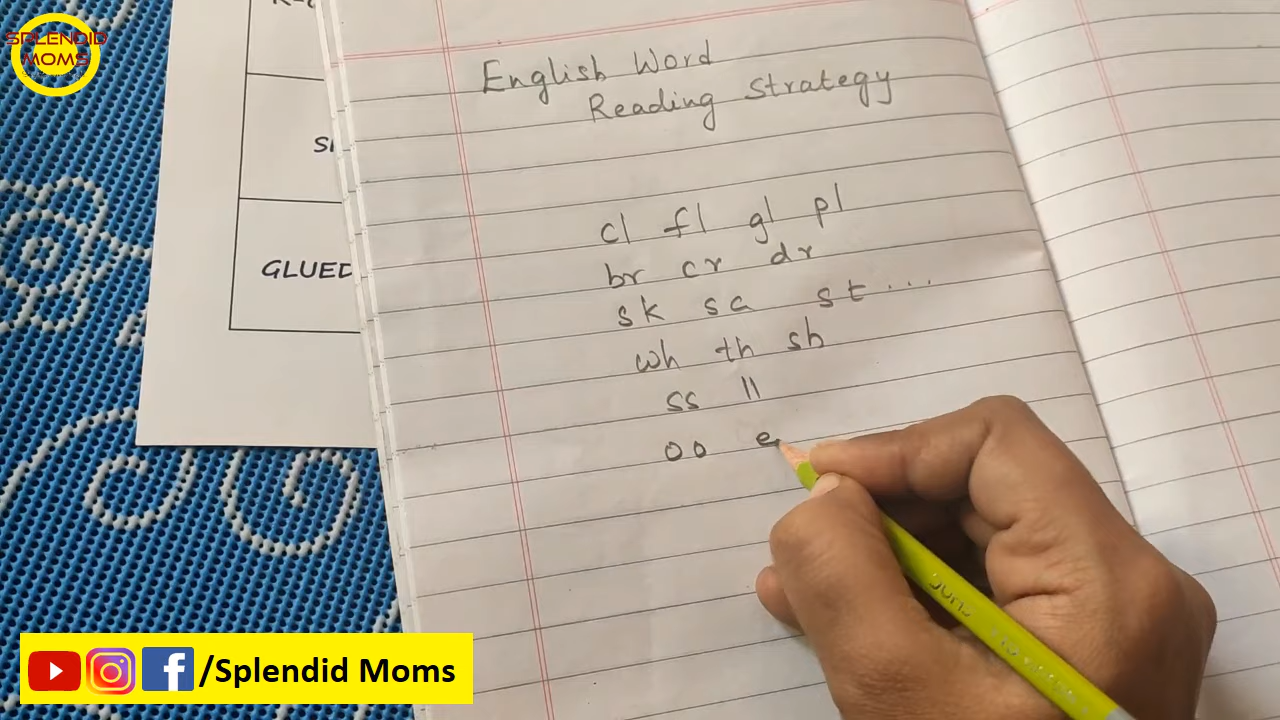 SPLENDID
MOMS
GLUED
English Word
Reading Strategy
cl fl gl pl
br cr dr
sk sc st...
wh th sh
ss ll
oo e
/Splendid Moms